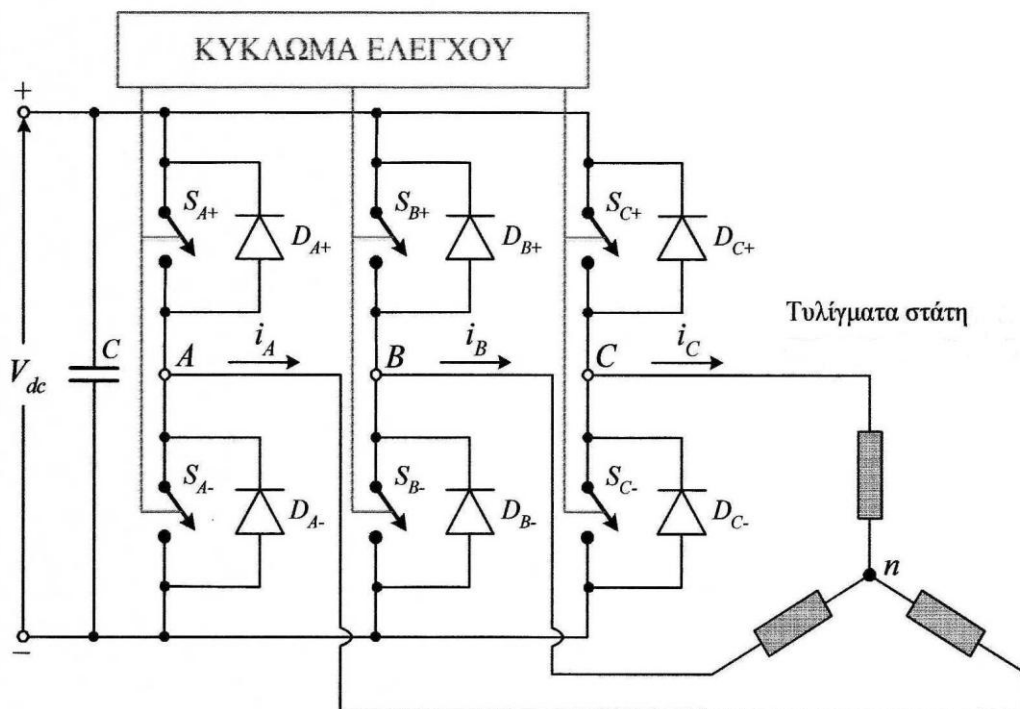 ΚΥΚΛΩΜΑ ΕΛΕΓΧΟΥ
+
S_{A+}
D_{A+}
S_{B+}
D_{B+}
S_{C+}
D_{C+}
Τυλίγματα στάτη
C
A
i_A
B
i_B
C
i_C
V_{dc}
S_{A-}
D_{A-}
S_{B-}
D_{B-}
S_{C-}
D_{C-}
n
−